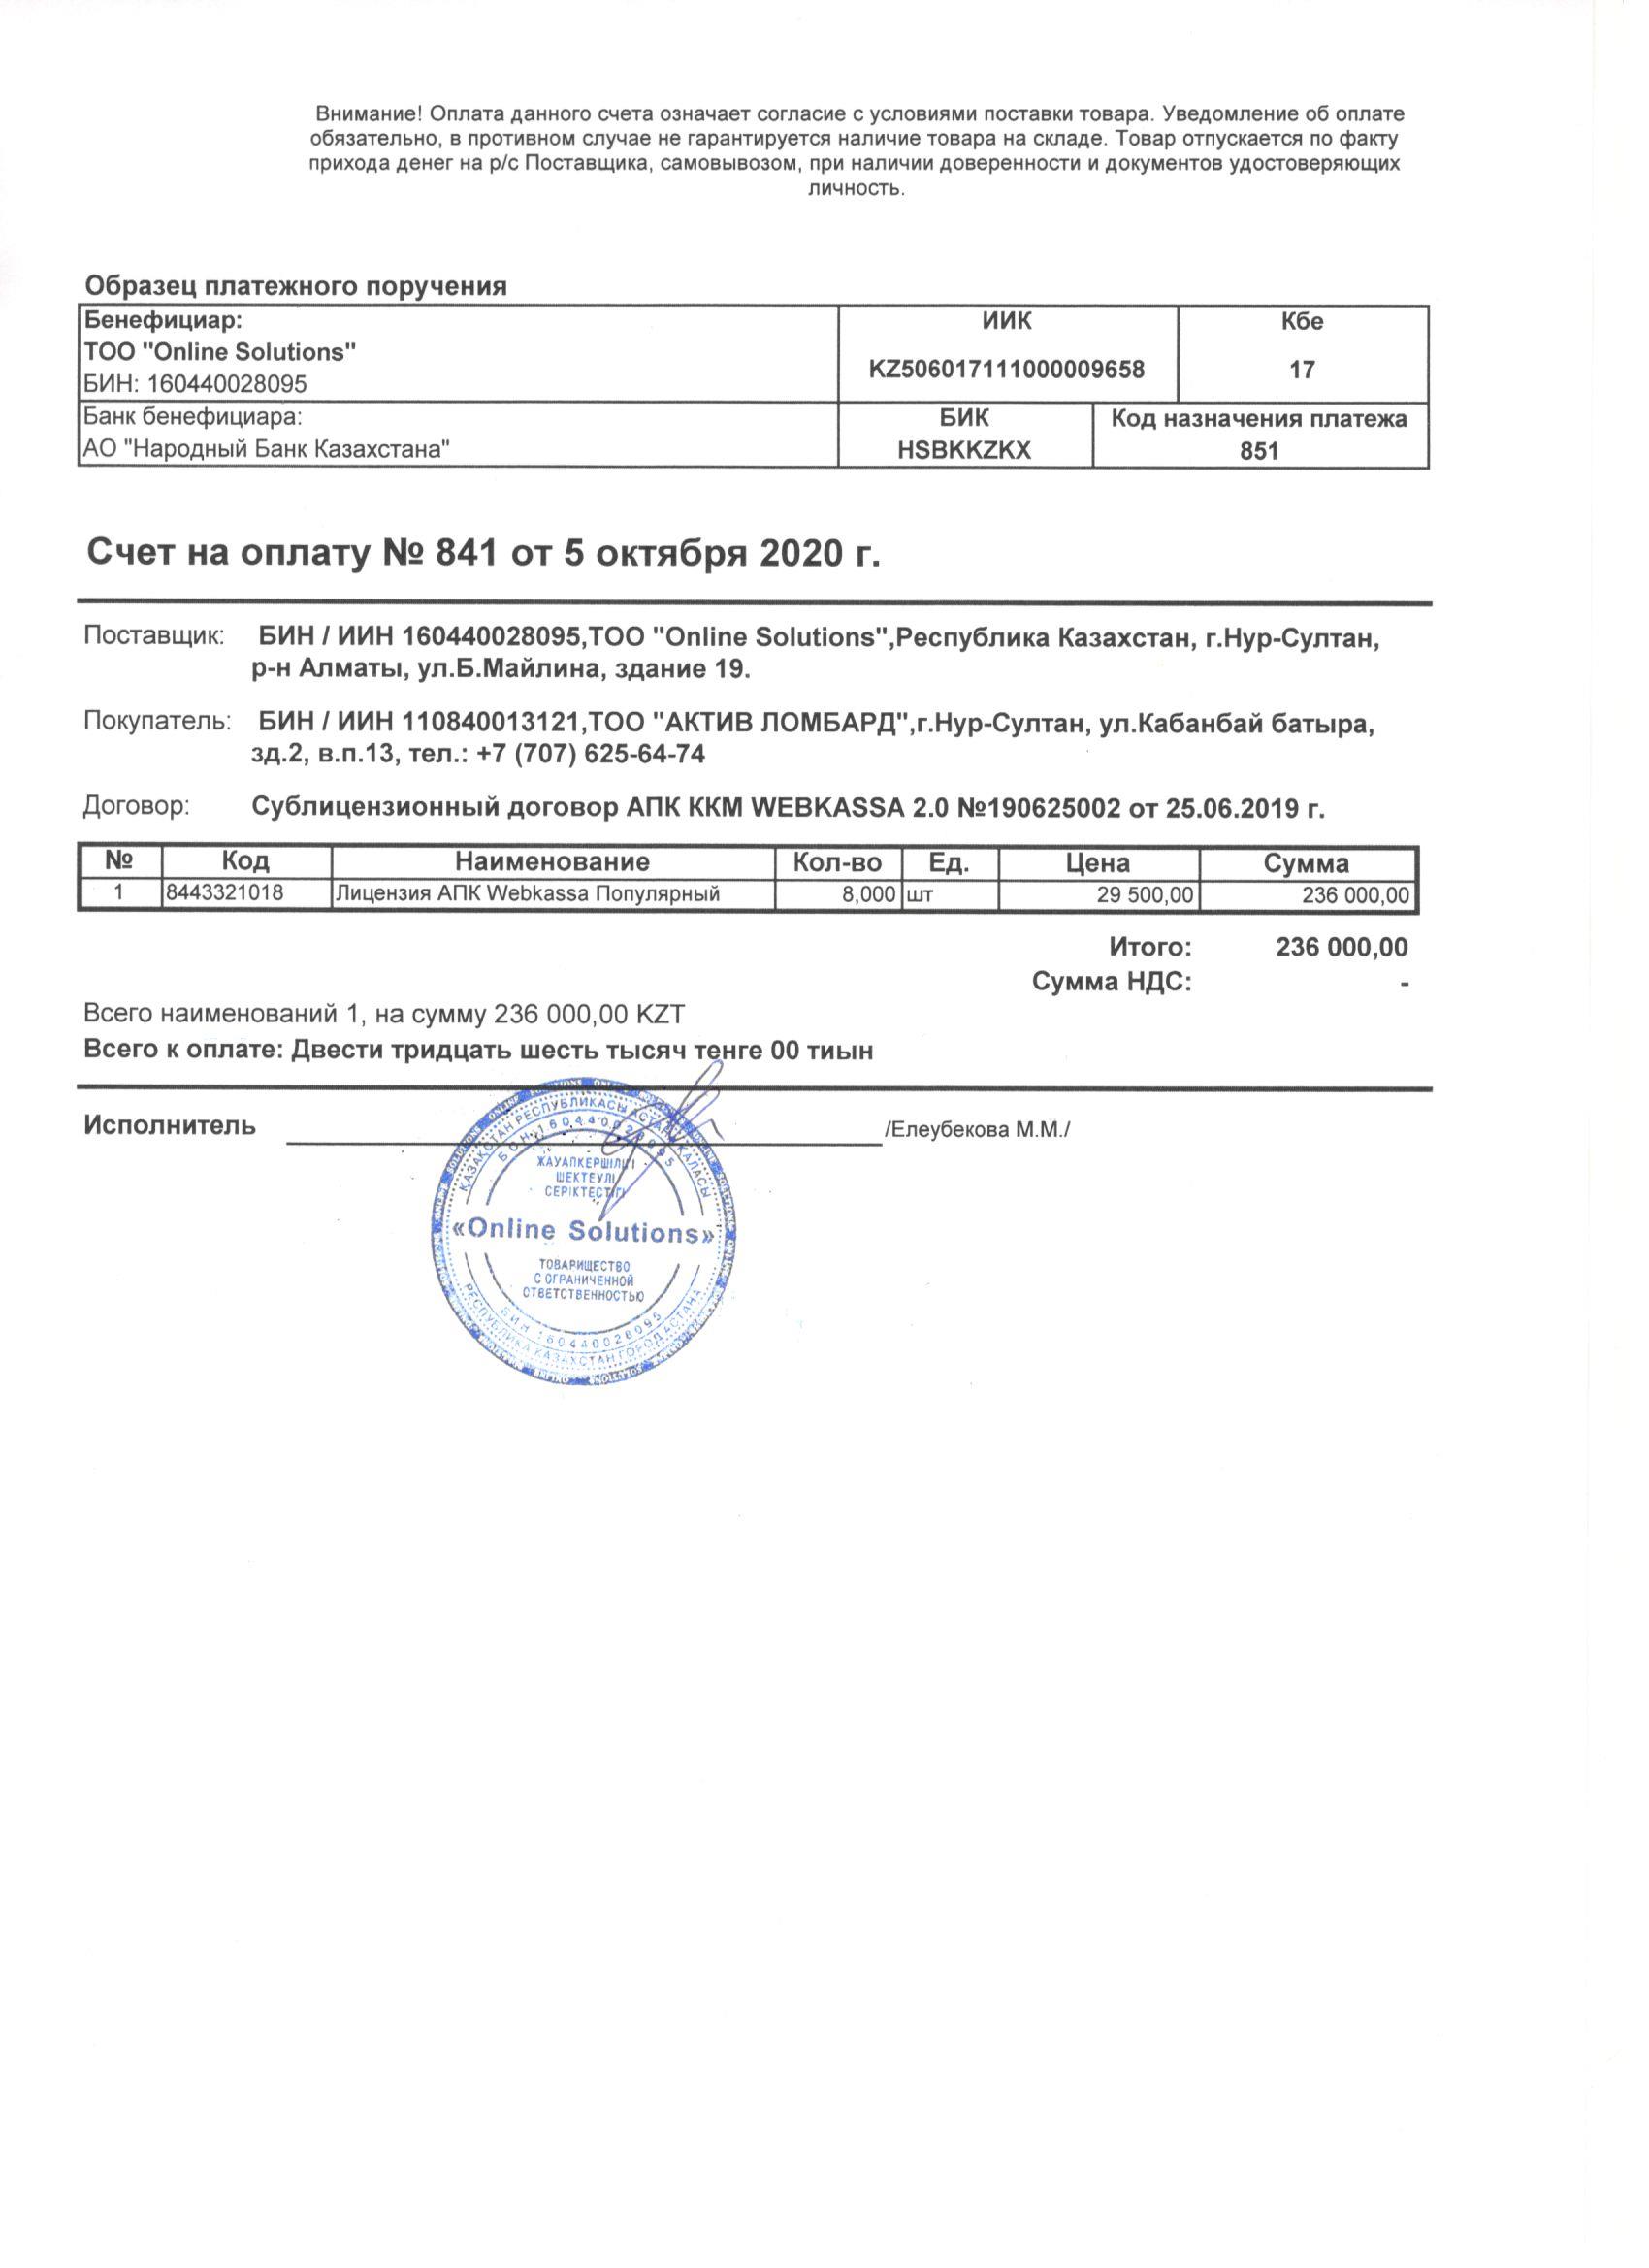 Внимание! Оплата данного счета означает согласие с условиями поставки товара. Уведомление об оплате
обязательно, в противном случае не гарантируется наличие товара на складе. Товар отпускается по факту
прихода денег на р/с Поставщика, самовывозом, при наличии доверенности и документов удостоверяющих
личность.
Образец платежного поручения
Бенефициар: ИИК Кбе
ТОО "Online Solutions"
KZ506017111000009658 17
БИН: 160440028095
Банк бенефициара: БИК Код назначения платежа
АО "Народный Банк Казахстана" HSBKKZKX 851
Счет на оплату № 841 от 5 октября 2020 г.
Поставщик: БИН / ИИН 160440028095,ТОО "Online Solutions",Республика Казахстан, г.Нур-Султан,
р-н Алматы, ул.Б.Майлина, здание 19.
Покупатель: БИН / ИИН 110840013121,ТОО "АКТИВ ЛОМБАРД",г.Нур-Султан, ул.Кабанбай батыра,
зд.2, в.п.13, тел.: +7 (707) 625-64-74
Договор: Сублицензионный договор АПК ККМ WEBKASSA 2.0 №190625002 от 25.06.2019 г.
№ Код Наименование Кол-во Ед. Цена Сумма
1 8443321018 Лицензия АПК Webkassa Популярный 8,000 шт 29 500,00 236 000,00
Итого: 236 000,00
Сумма НДС: -
Всего наименований 1, на сумму 236 000,00 KZT
Всего к оплате: Двести тридцать шесть тысяч тенге 00 тиын
Исполнитель /Елеубекова М.М./
ҚАЗАҚСТАН РЕСПУБЛИКАСЫ АСТАНА ҚАЛАСЫ
БСН 160440028095
ЖАУАПКЕРШІЛІГІ
ШЕКТЕУЛІ
СЕРІКТЕСТІГІ
«Online Solutions»
ТОВАРИЩЕСТВО
С ОГРАНИЧЕННОЙ
ОТВЕТСТВЕННОСТЬЮ
БИН 160440028095
РЕСПУБЛИКА КАЗАХСТАН ГОРОД АСТАНА